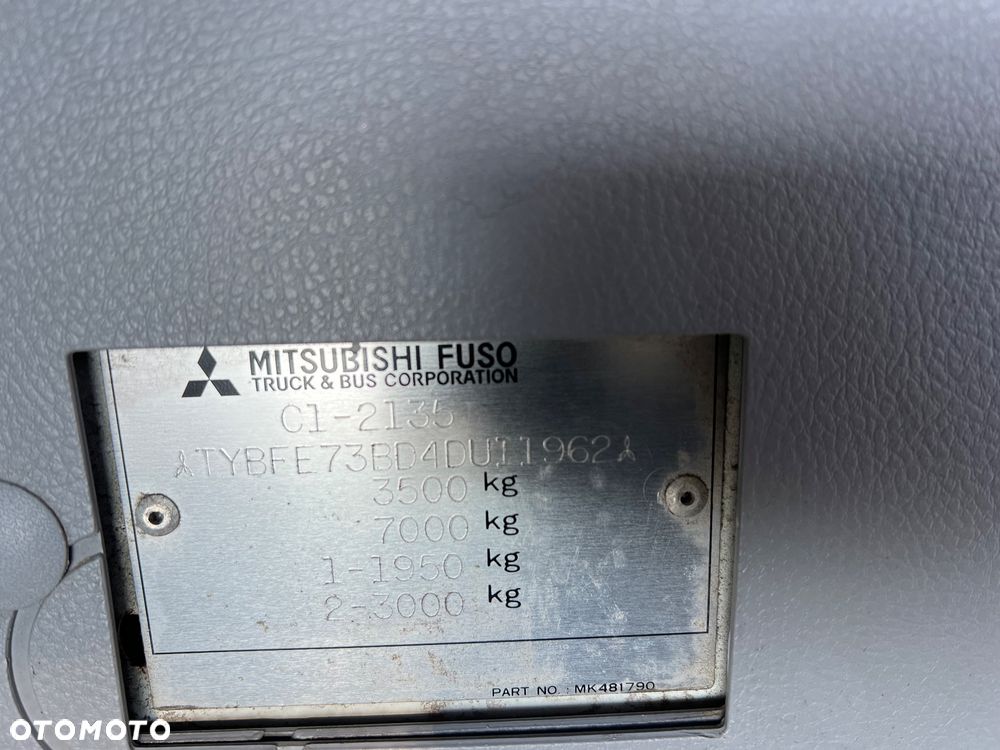 MITSUBISHI FUSO
TRUCK & BUS CORPORATION
C1-2135
TYBFE73BD4DU11962
3500 kg
7000 kg
1-1950 kg
2-3000 kg
PART NO. : MK481790
OTOMOTO